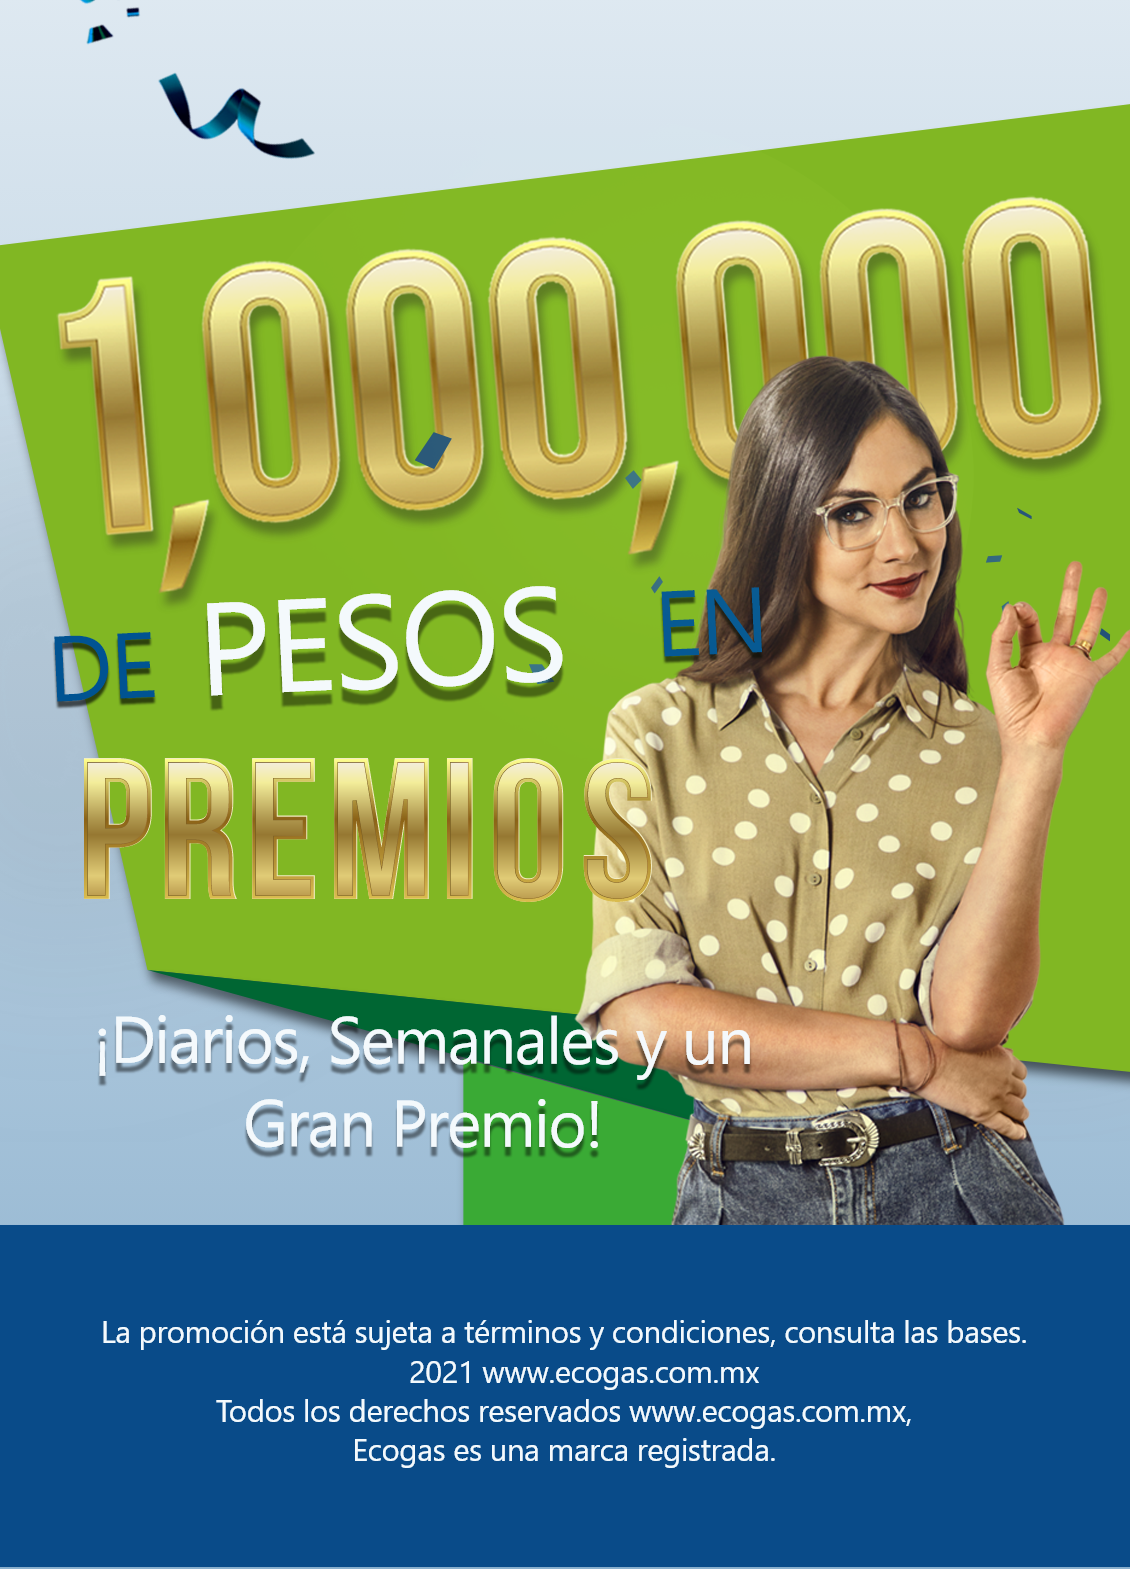 1,000,000
DE PESOS EN
PREMIOS
¡Diarios, Semanales y un
Gran Premio!
La promoción está sujeta a términos y condiciones, consulta las bases.
2021 www.ecogas.com.mx
Todos los derechos reservados www.ecogas.com.mx,
Ecogas es una marca registrada.